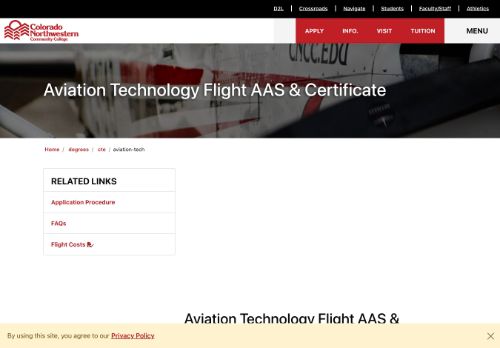 D2L Crossroads Navigate Students Faculty/Staff Athletics
Colorado
Northwestern
Community College
APPLY INFO. VISIT TUITION MENU
CNCC.EDU
Aviation Technology Flight AAS & Certificate
Home / degrees / cte / aviation-tech
RELATED LINKS
Application Procedure
FAQs
Flight Costs
Aviation Technology Flight AAS &
By using this site, you agree to our Privacy Policy